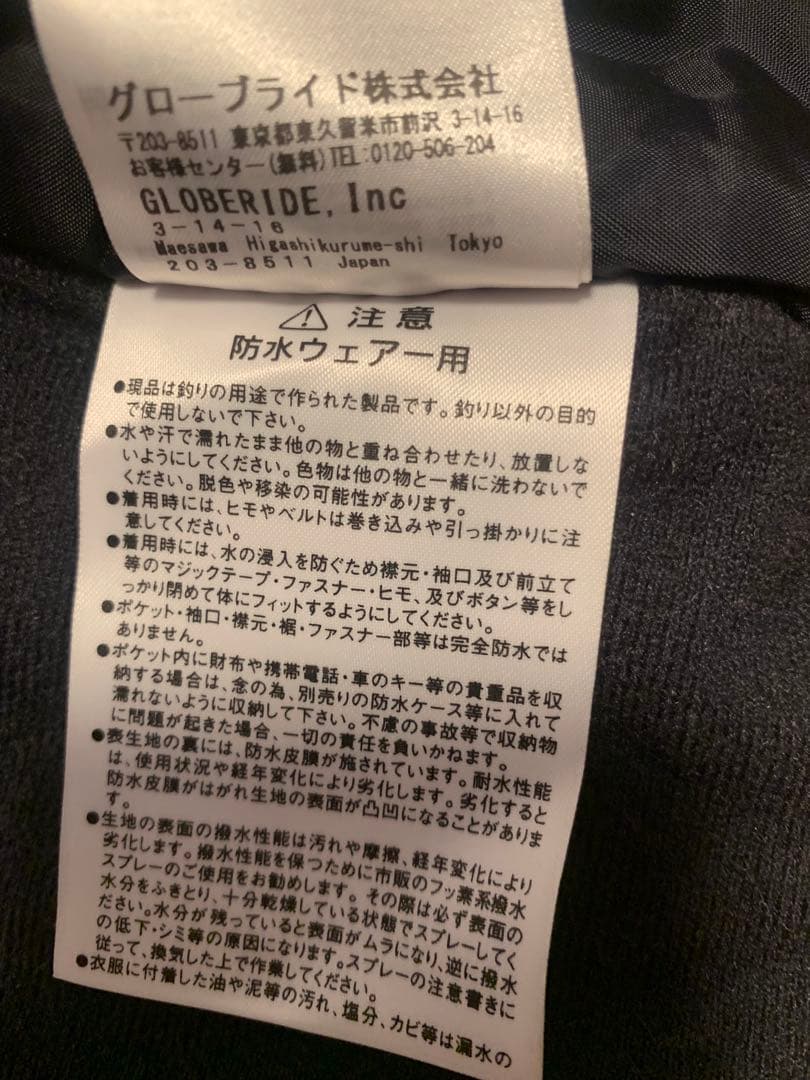 グローブライド株式会社
〒203-8511 東京都東久留米市前沢 3-14-16
お客様センター(無料)TEL:0120-506-204
GLOBERIDE, Inc
3-14-16
Maesawa Higashikurume-shi Tokyo
203-8511 Japan
⚠ 注意
防水ウェアー用
●現品は釣りの用途で作られた製品です。釣り以外の目的
で使用しないで下さい。
●水や汗で濡れたまま他の物と重ね合わせたり、放置しな
いようにしてください。色物は他の物と一緒に洗わないで
ください。脱色や移染の可能性があります。
●着用時には、ヒモやベルトは巻き込みや引っ掛かりに注
意してください。
●着用時には、水の浸入を防ぐため襟元・袖口及び前立て
等のマジックテープ・ファスナー・ヒモ、及びボタン等をし
っかり閉めて体にフィットするようにしてください。
●ポケット・袖口・襟元・裾・ファスナー部等は完全防水では
ありません。
●ポケット内に財布や携帯電話・車のキー等の貴重品を収
納する場合は、念の為、別売りの防水ケース等に入れて
濡れないように収納して下さい。不慮の事故等で収納物
に問題が起きた場合、一切の責任を負いかねます。
●表生地の裏には、防水皮膜が施されています。耐水性能
は、使用状況や経年変化により劣化します。劣化すると
防水皮膜がはがれ生地の表面が凸凹になることがありま
す。
●生地の表面の撥水性能は汚れや摩擦、経年変化により
劣化します。撥水性能を保つために市販のフッ素系撥水
スプレーのご使用をお勧めします。その際は必ず表面の
水分をふきとり、十分乾燥している状態でスプレーしてく
ださい。水分が残っていると表面がムラになり、逆に撥水
の低下・シミ等の原因になります。スプレーの注意書きに
従って、換気した上で作業してください。
●衣服に付着した油や泥等の汚れ、塩分、カビ等は漏水の